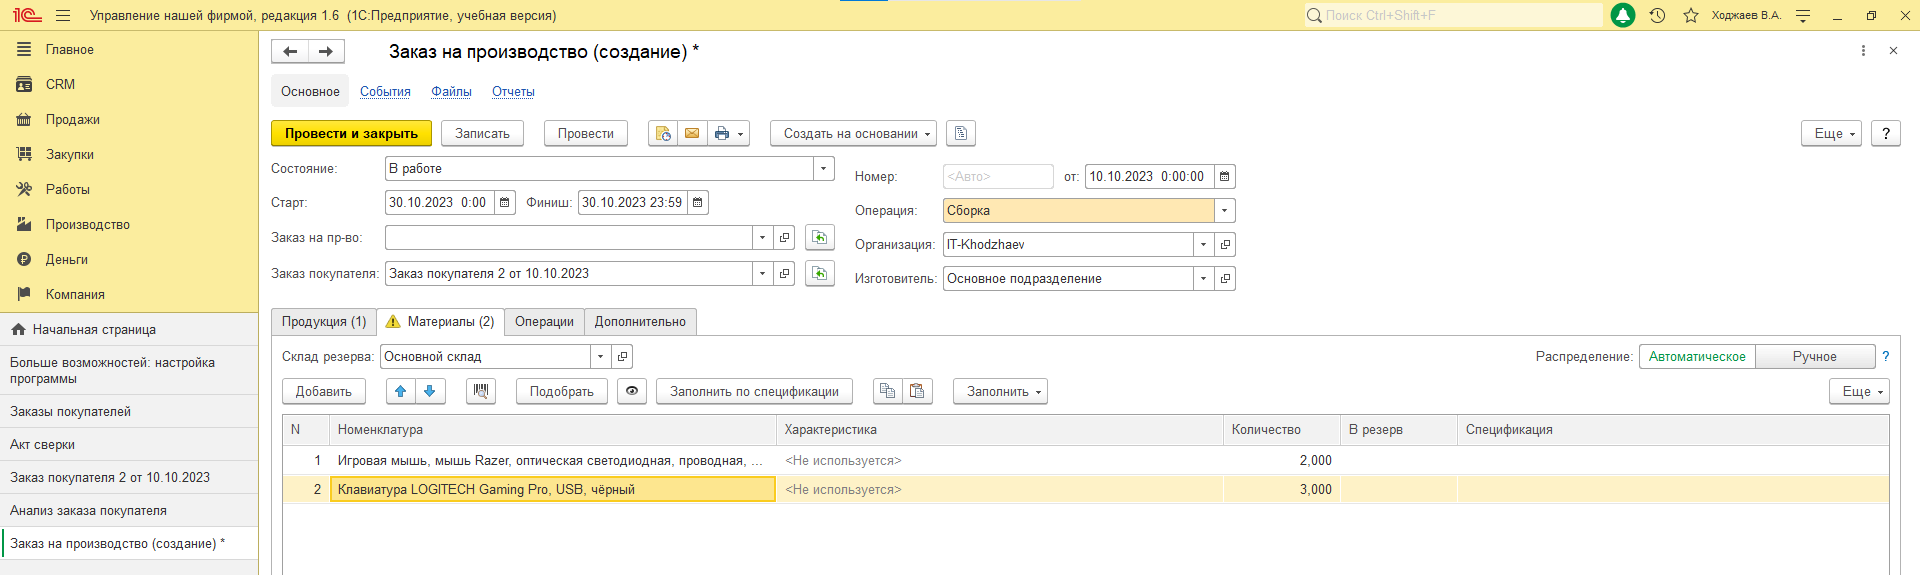 1С Управление нашей фирмой, редакция 1.6 (1С:Предприятие, учебная версия) Поиск Ctrl+Shift+F Ходжаев В.А.
Главное
CRM
Продажи
Закупки
Работы
Производство
Деньги
Компания
Начальная страница
Больше возможностей: настройка
программы
Заказы покупателей
Акт сверки
Заказ покупателя 2 от 10.10.2023
Анализ заказа покупателя
Заказ на производство (создание) *
Заказ на производство (создание) *
Основное События Файлы Отчеты
Провести и закрыть Записать Провести Создать на основании Еще ?
Состояние: В работе
Номер: <Авто> от: 10.10.2023 0:00:00
Старт: 30.10.2023 0:00 Финиш: 30.10.2023 23:59
Операция: Сборка
Заказ на пр-во:
Организация: IT-Khodzhaev
Заказ покупателя: Заказ покупателя 2 от 10.10.2023
Изготовитель: Основное подразделение
Продукция (1) Материалы (2) Операции Дополнительно
Склад резерва: Основной склад Распределение: Автоматическое Ручное ?
Добавить Подобрать Заполнить по спецификации Заполнить Еще
N Номенклатура Характеристика Количество В резерв Спецификация
1 Игровая мышь, мышь Razer, оптическая светодиодная, проводная, ... <Не используется> 2,000
2 Клавиатура LOGITECH Gaming Pro, USB, чёрный <Не используется> 3,000